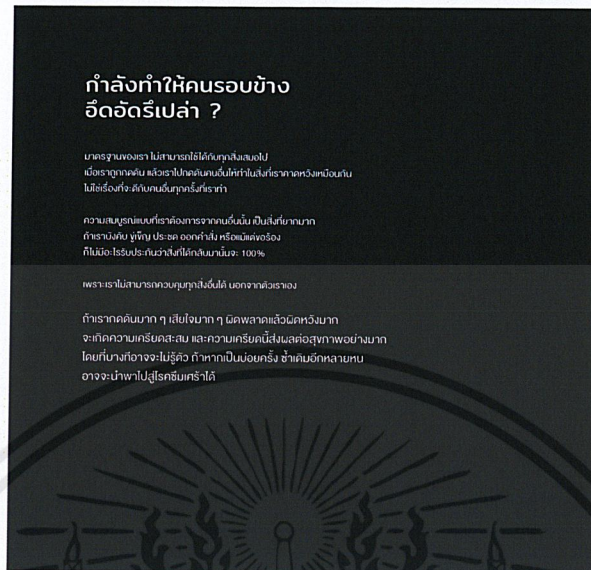 กำลังทำให้คนรอบข้าง
อึดอัดรึเปล่า ?
มาตรฐานของเรา ไม่สามารถใช้ได้กับทุกสิ่งเสมอไป
เมื่อเราถูกกดดัน แล้วเราไปกดดันคนอื่นให้ทำในสิ่งที่เราคาดหวังเหมือนกัน
ไม่ใช่เรื่องที่จะดีกับคนอื่นทุกครั้งที่เราทำ
ความสมบูรณ์แบบที่เราต้องการจากคนอื่นนั้น เป็นสิ่งที่ยากมาก
ถ้าเราบังคับ ขู่เข็ญ ประชด ออกคำสั่ง หรือแม้แต่ขอร้อง
ก็ไม่มีอะไรรับประกันว่าสิ่งที่ได้กลับมานั้นจะ 100%
เพราะเราไม่สามารถควบคุมทุกสิ่งอื่นได้ นอกจากตัวเราเอง
ถ้าเรากดดันมาก ๆ เสียใจมาก ๆ ผิดพลาดแล้วผิดหวังมาก
จะเกิดความเครียดสะสม และความเครียดนี้ส่งผลต่อสุขภาพอย่างมาก
โดยที่บางทีอาจจะไม่รู้ตัว ถ้าหากเป็นบ่อยครั้ง ซ้ำเดิมอีกหลายหน
อาจจะนำพาไปสู่โรคซึมเศร้าได้